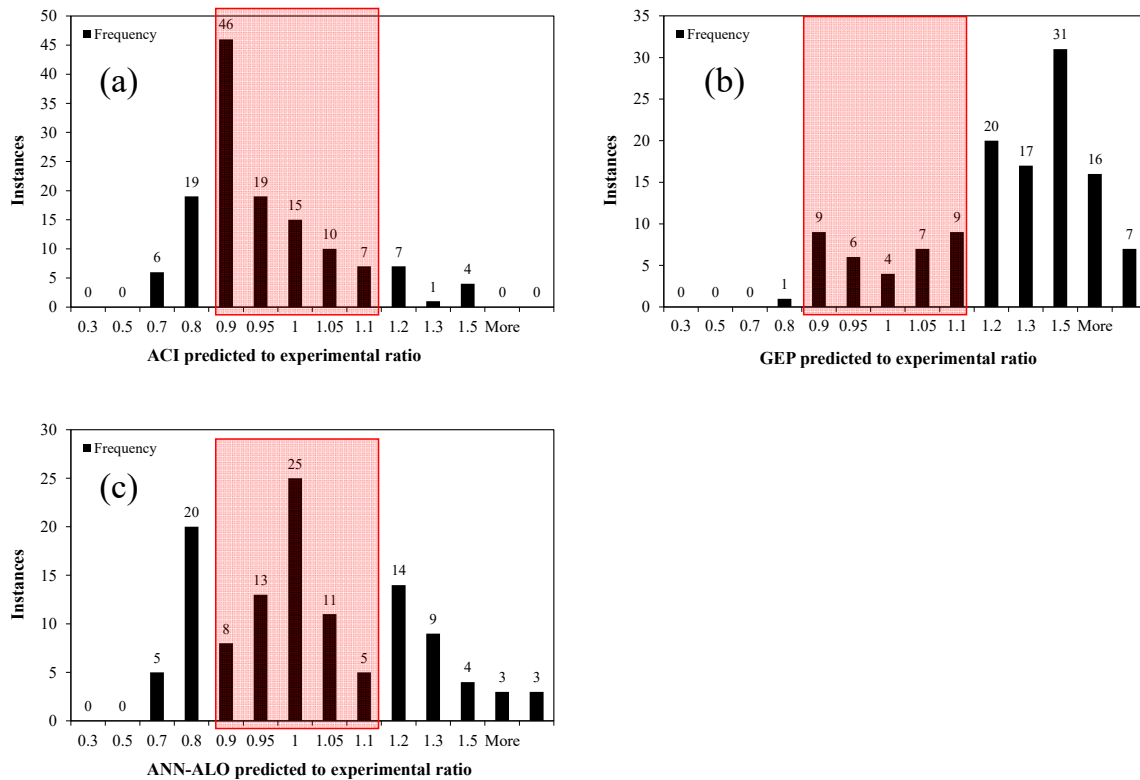 50
45
40
35
30
25
20
15
10
5
0
Instances
Frequency
(a)
0 0 6 19 46 19 15 10 7 7 1 4 0 0
0.3 0.5 0.7 0.8 0.9 0.95 1 1.05 1.1 1.2 1.3 1.5 More
ACI predicted to experimental ratio
35
30
25
20
15
10
5
0
Instances
Frequency
(b)
0 0 0 1 9 6 4 7 9 20 17 31 16 7
0.3 0.5 0.7 0.8 0.9 0.95 1 1.05 1.1 1.2 1.3 1.5 More
GEP predicted to experimental ratio
30
25
20
15
10
5
0
Instances
Frequency
(c)
0 0 5 20 8 13 25 11 5 14 9 4 3 3
0.3 0.5 0.7 0.8 0.9 0.95 1 1.05 1.1 1.2 1.3 1.5 More
ANN-ALO predicted to experimental ratio